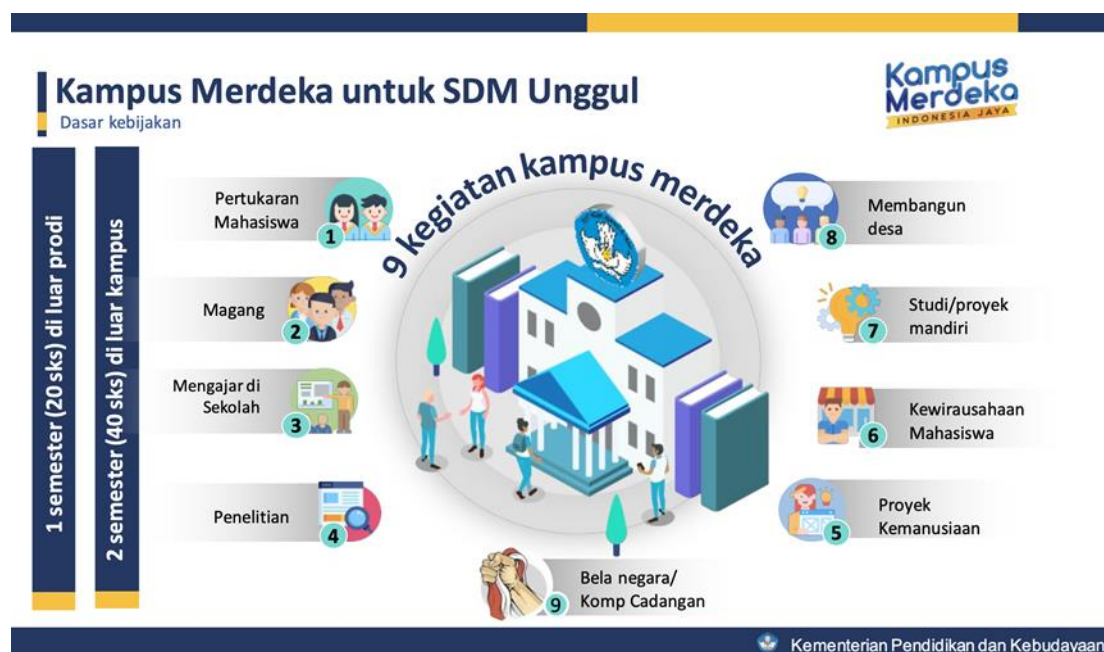 Kampus Merdeka untuk SDM Unggul
Dasar kebijakan
Kampus
Merdeka
INDONESIA JAYA
1 semester (20 sks) di luar prodi
2 semester (40 sks) di luar kampus
9 kegiatan kampus merdeka
Pertukaran
Mahasiswa
1
Magang
2
Mengajar di
Sekolah
3
Penelitian
4
Proyek
Kemanusiaan
5
Kewirausahaan
Mahasiswa
6
Studi/proyek
mandiri
7
Membangun
desa
8
Bela negara/
Komp Cadangan
9
Kementerian Pendidikan dan Kebudayaan